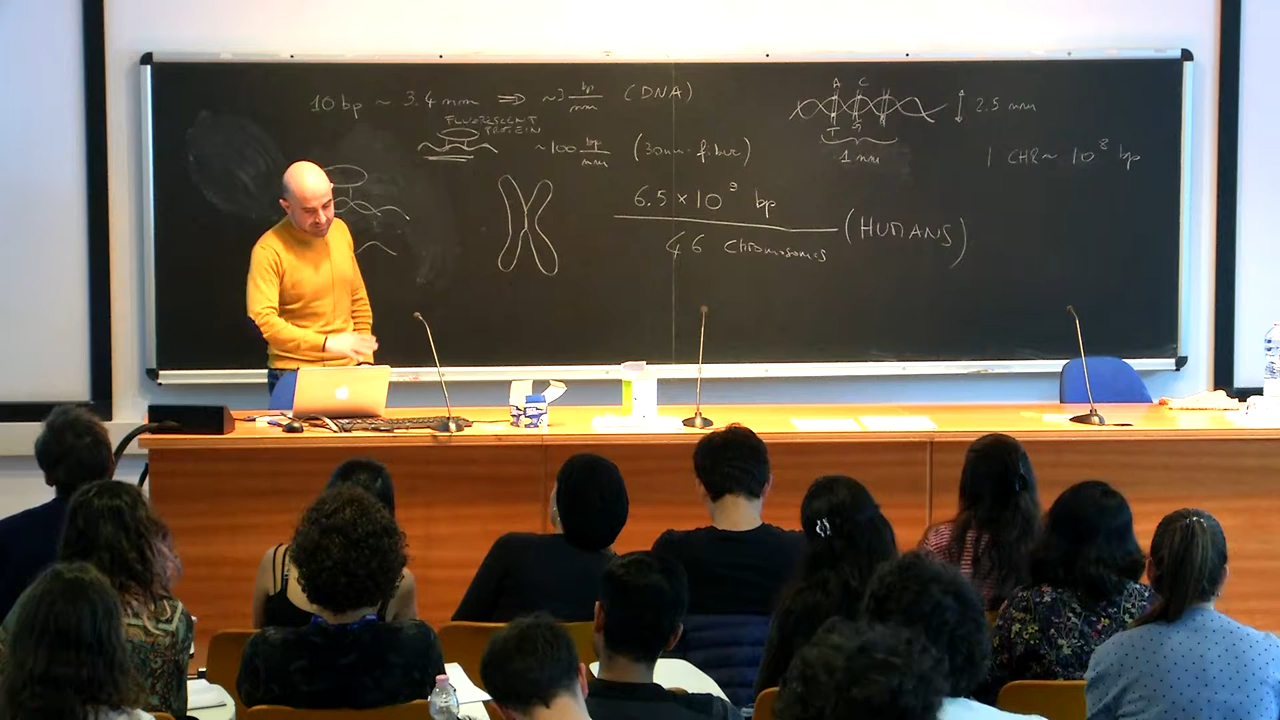 10 bp ~ 3.4 nm ⇒ ~3 bp/nm (DNA)
FLUORESCENT
PROTEIN
~100 bp/nm (30nm-fiber)
6.5 × 10⁹ bp
46 Chromosomes
(HUMANS)
A C
T G
1 nm
2.5 nm
1 CHR ~ 10⁸ bp